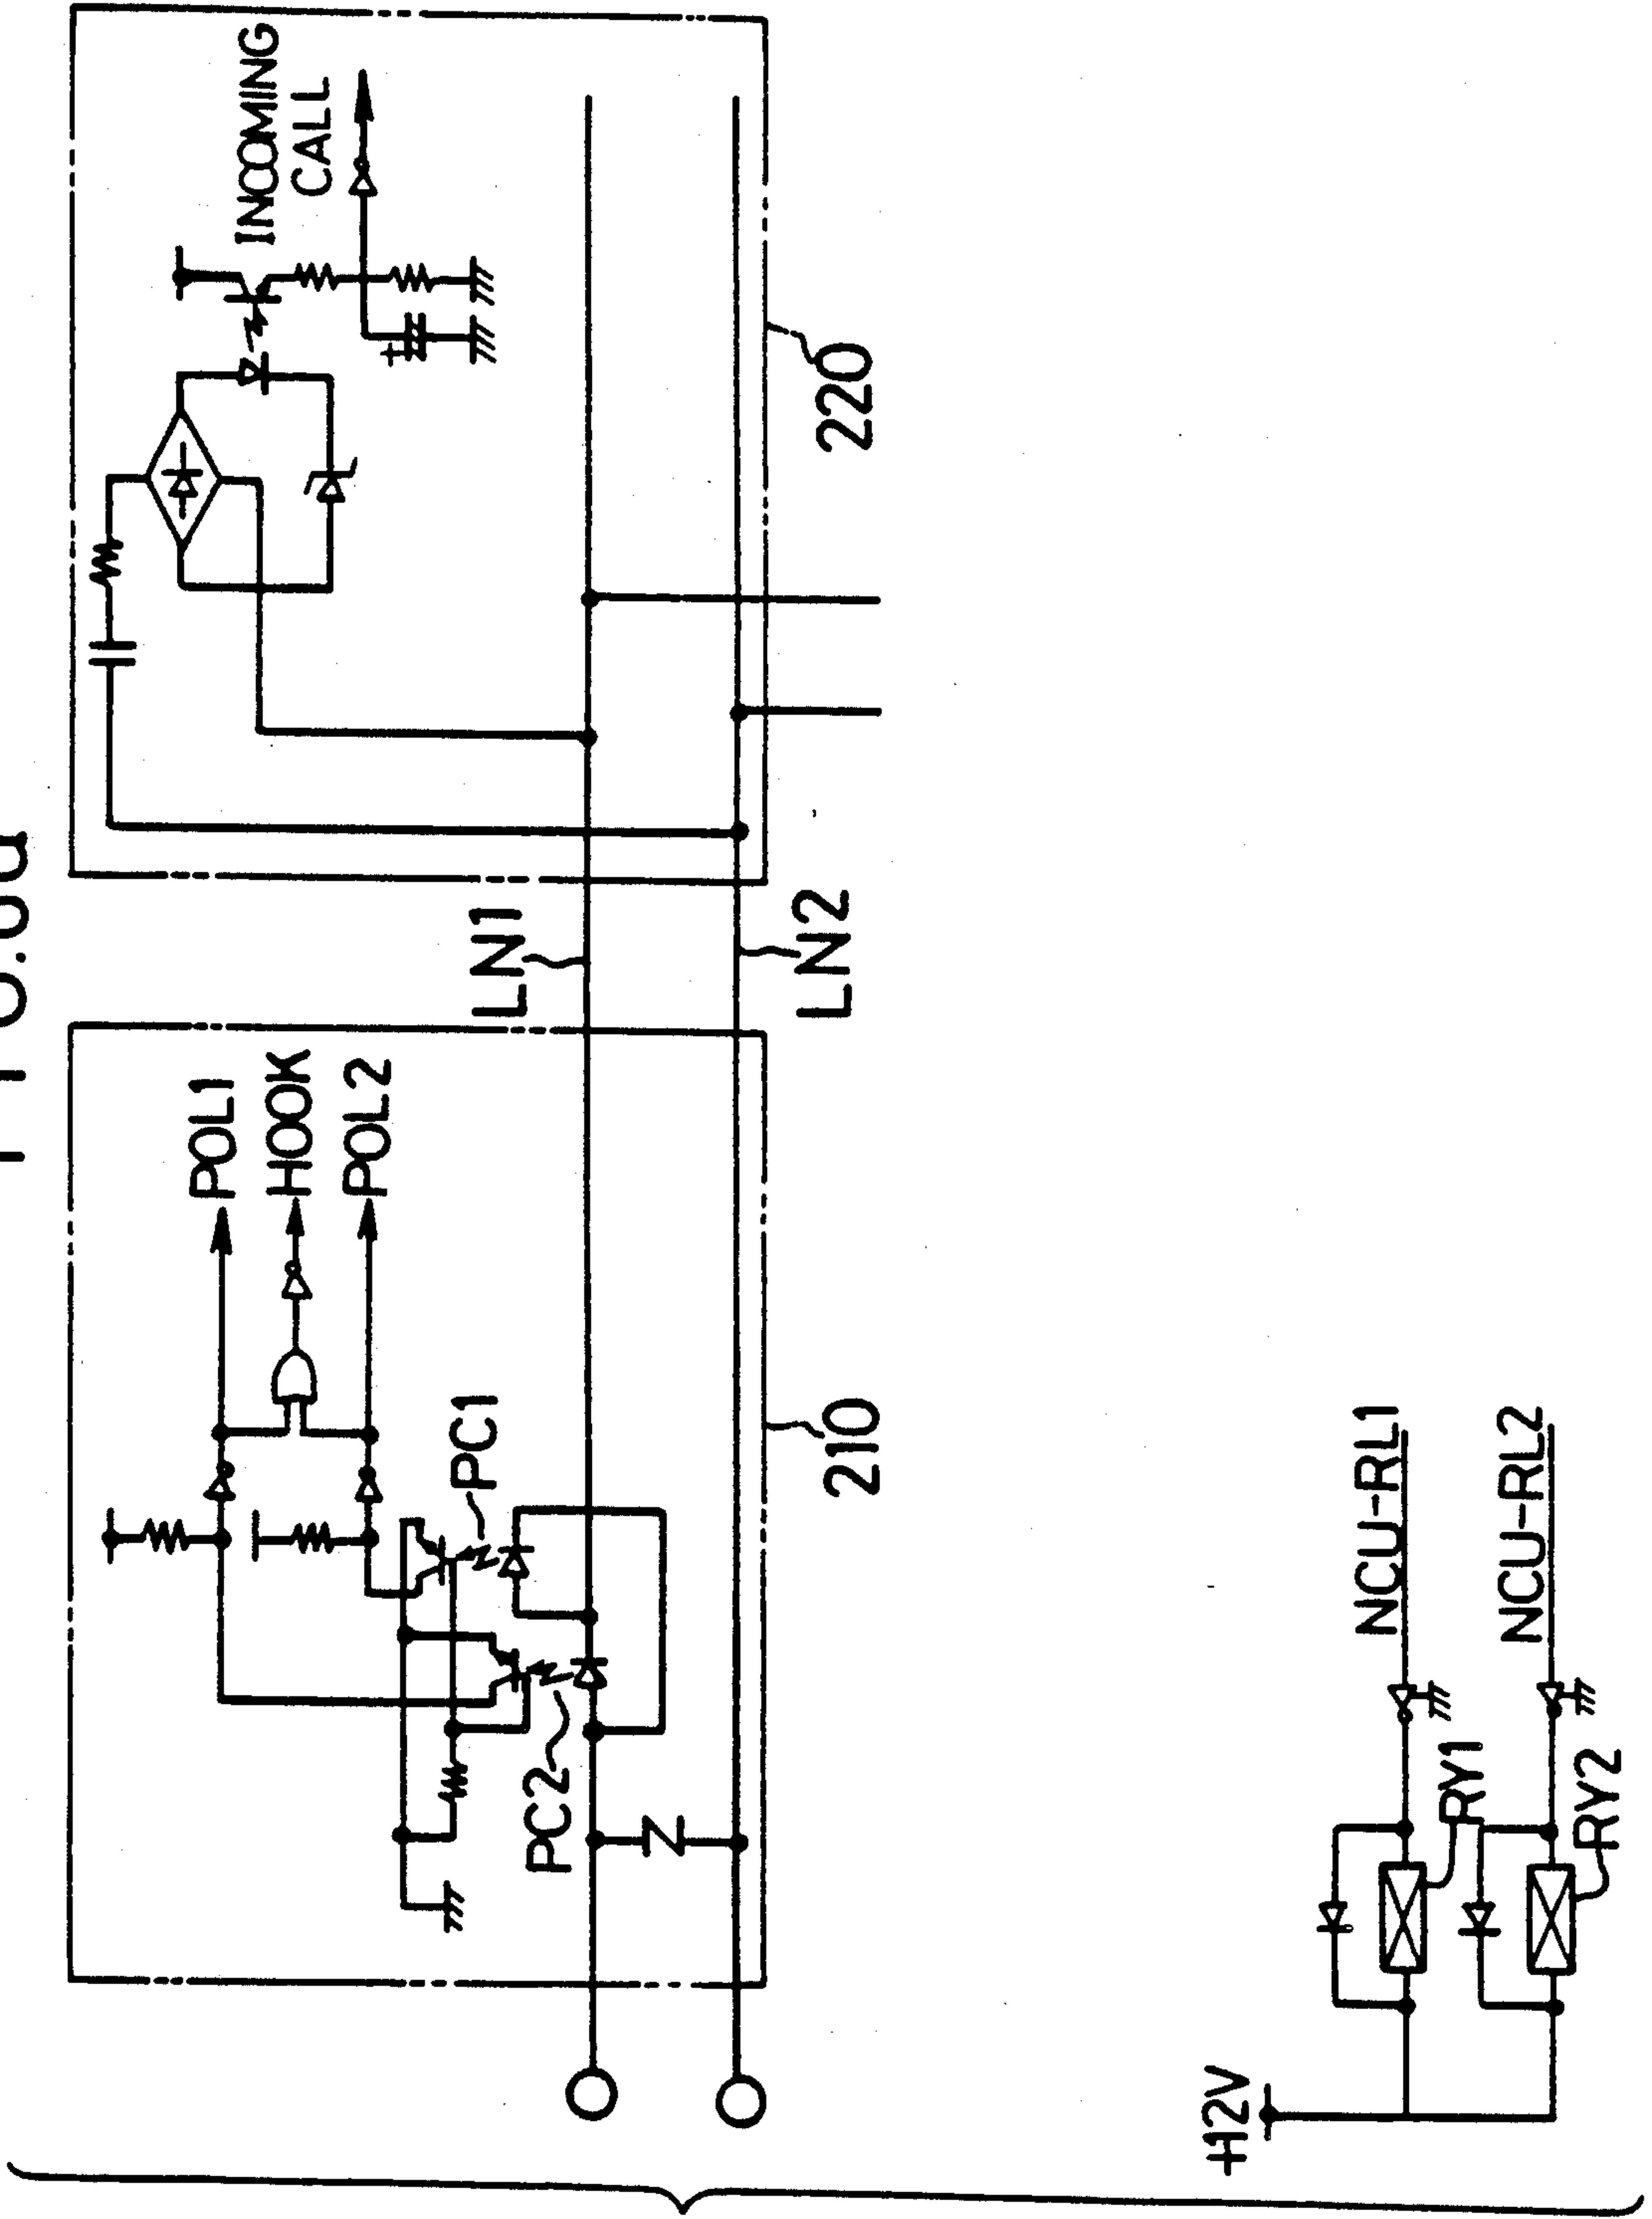 POL1
HOOK
POL2
PC1
PC2
210
LN1
LN2
INCOMING
CALL
220
+12V
RY1
RY2
NCU-RL1
NCU-RL2